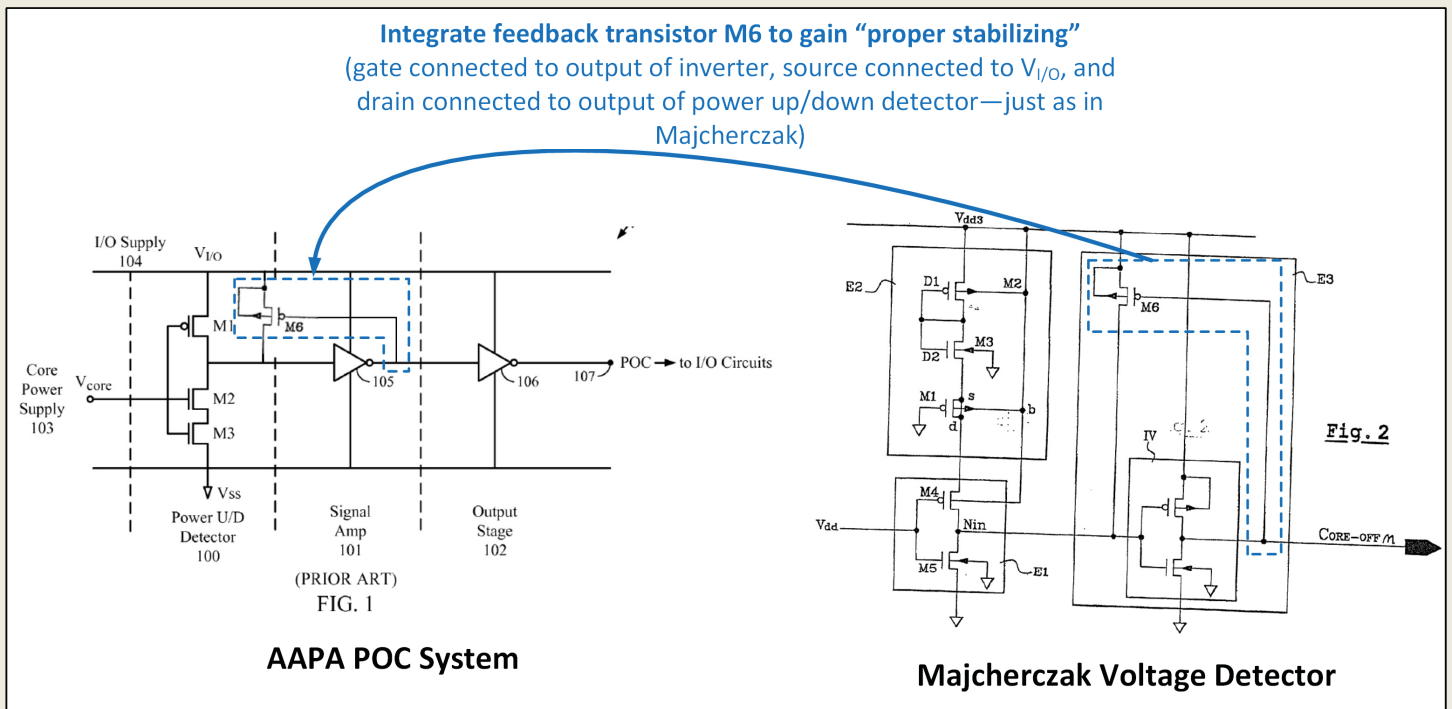 Integrate feedback transistor M6 to gain “proper stabilizing”
(gate connected to output of inverter, source connected to VI/O, and
drain connected to output of power up/down detector—just as in
Majcherczak)
I/O Supply
104
VI/O
M1
M6
Core
Power
Supply
103
Vcore
M2
M3
105
106
107
POC
to I/O Circuits
Vss
Power U/D
Detector
100
Signal
Amp
101
Output
Stage
102
(PRIOR ART)
FIG. 1
AAPA POC System
Vdd3
E2
D1
M2
D2
M3
M1
s
b
d
E3
M6
Fig. 2
IV
M4
Vdd
Nin
M5
E1
CORE-OFF
Majcherczak Voltage Detector